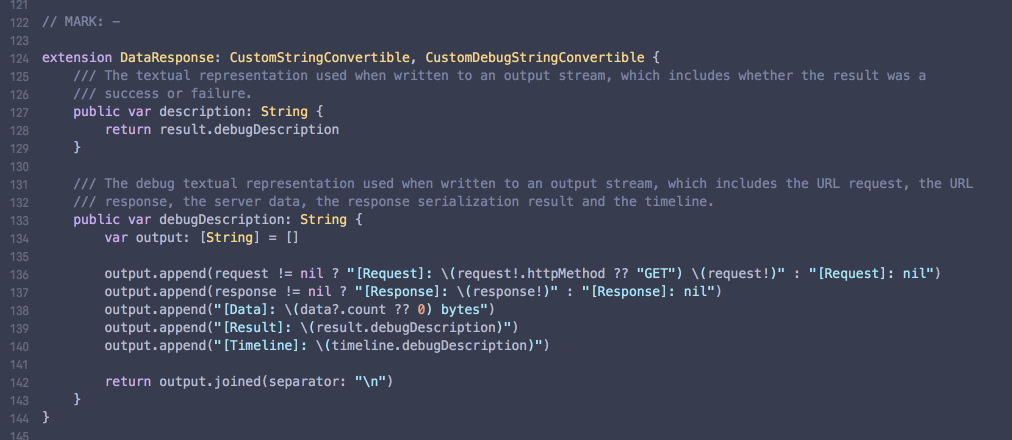 121
122 // MARK: -
123
124 extension DataResponse: CustomStringConvertible, CustomDebugStringConvertible {
125     /// The textual representation used when written to an output stream, which includes whether the result was a
126     /// success or failure.
127     public var description: String {
128         return result.debugDescription
129     }
130
131     /// The debug textual representation used when written to an output stream, which includes the URL request, the URL
132     /// response, the server data, the response serialization result and the timeline.
133     public var debugDescription: String {
134         var output: [String] = []
135
136         output.append(request != nil ? "[Request]: \(request!.httpMethod ?? "GET") \(request!)" : "[Request]: nil")
137         output.append(response != nil ? "[Response]: \(response!)" : "[Response]: nil")
138         output.append("[Data]: \(data?.count ?? 0) bytes")
139         output.append("[Result]: \(result.debugDescription)")
140         output.append("[Timeline]: \(timeline.debugDescription)")
141
142         return output.joined(separator: "\n")
143     }
144 }
145